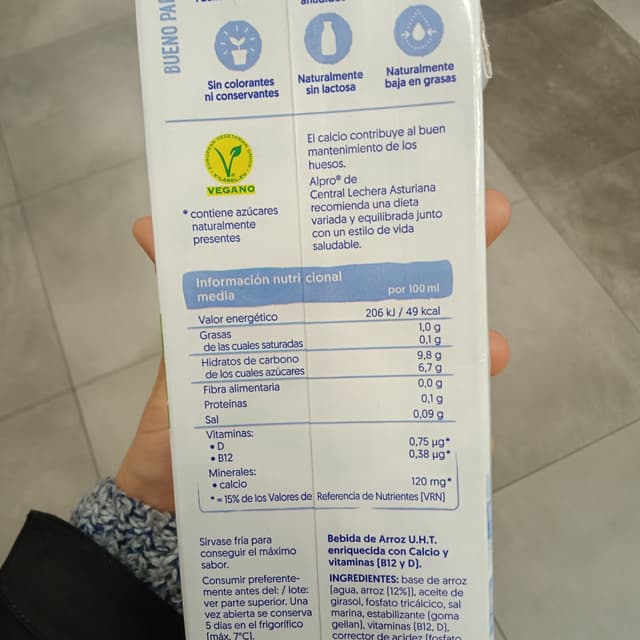 BUENO PAR
Sin colorantes
ni conservantes
Naturalmente
sin lactosa
Naturalmente
baja en grasas
VEGANO
* contiene azúcares
naturalmente
presentes
El calcio contribuye al buen
mantenimiento de los
huesos.
Alpro® de
Central Lechera Asturiana
recomienda una dieta
variada y equilibrada junto
con un estilo de vida
saludable.
Información nutricional
media
por 100 ml
Valor energético 206 kJ / 49 kcal
Grasas 1,0 g
de las cuales saturadas 0,1 g
Hidratos de carbono 9,8 g
de los cuales azúcares 6,7 g
Fibra alimentaria 0,0 g
Proteínas 0,1 g
Sal 0,09 g
Vitaminas:
• D 0,75 µg*
• B12 0,38 µg*
Minerales:
• calcio 120 mg*
* = 15% de los Valores de Referencia de Nutrientes (VRN)
Sírvase fría para
conseguir el máximo
sabor.
Consumir preferente-
mente antes del: / lote:
ver parte superior. Una
vez abierta se conserva
5 días en el frigorífico
(máx. 7°C).
Bebida de Arroz U.H.T.
enriquecida con Calcio y
vitaminas (B12 y D).
INGREDIENTES: base de arroz
(agua, arroz (12%)), aceite de
girasol, fosfato tricálcico, sal
marina, estabilizante (goma
gellan), vitaminas (B12, D),
corrector de acidez (fosfato